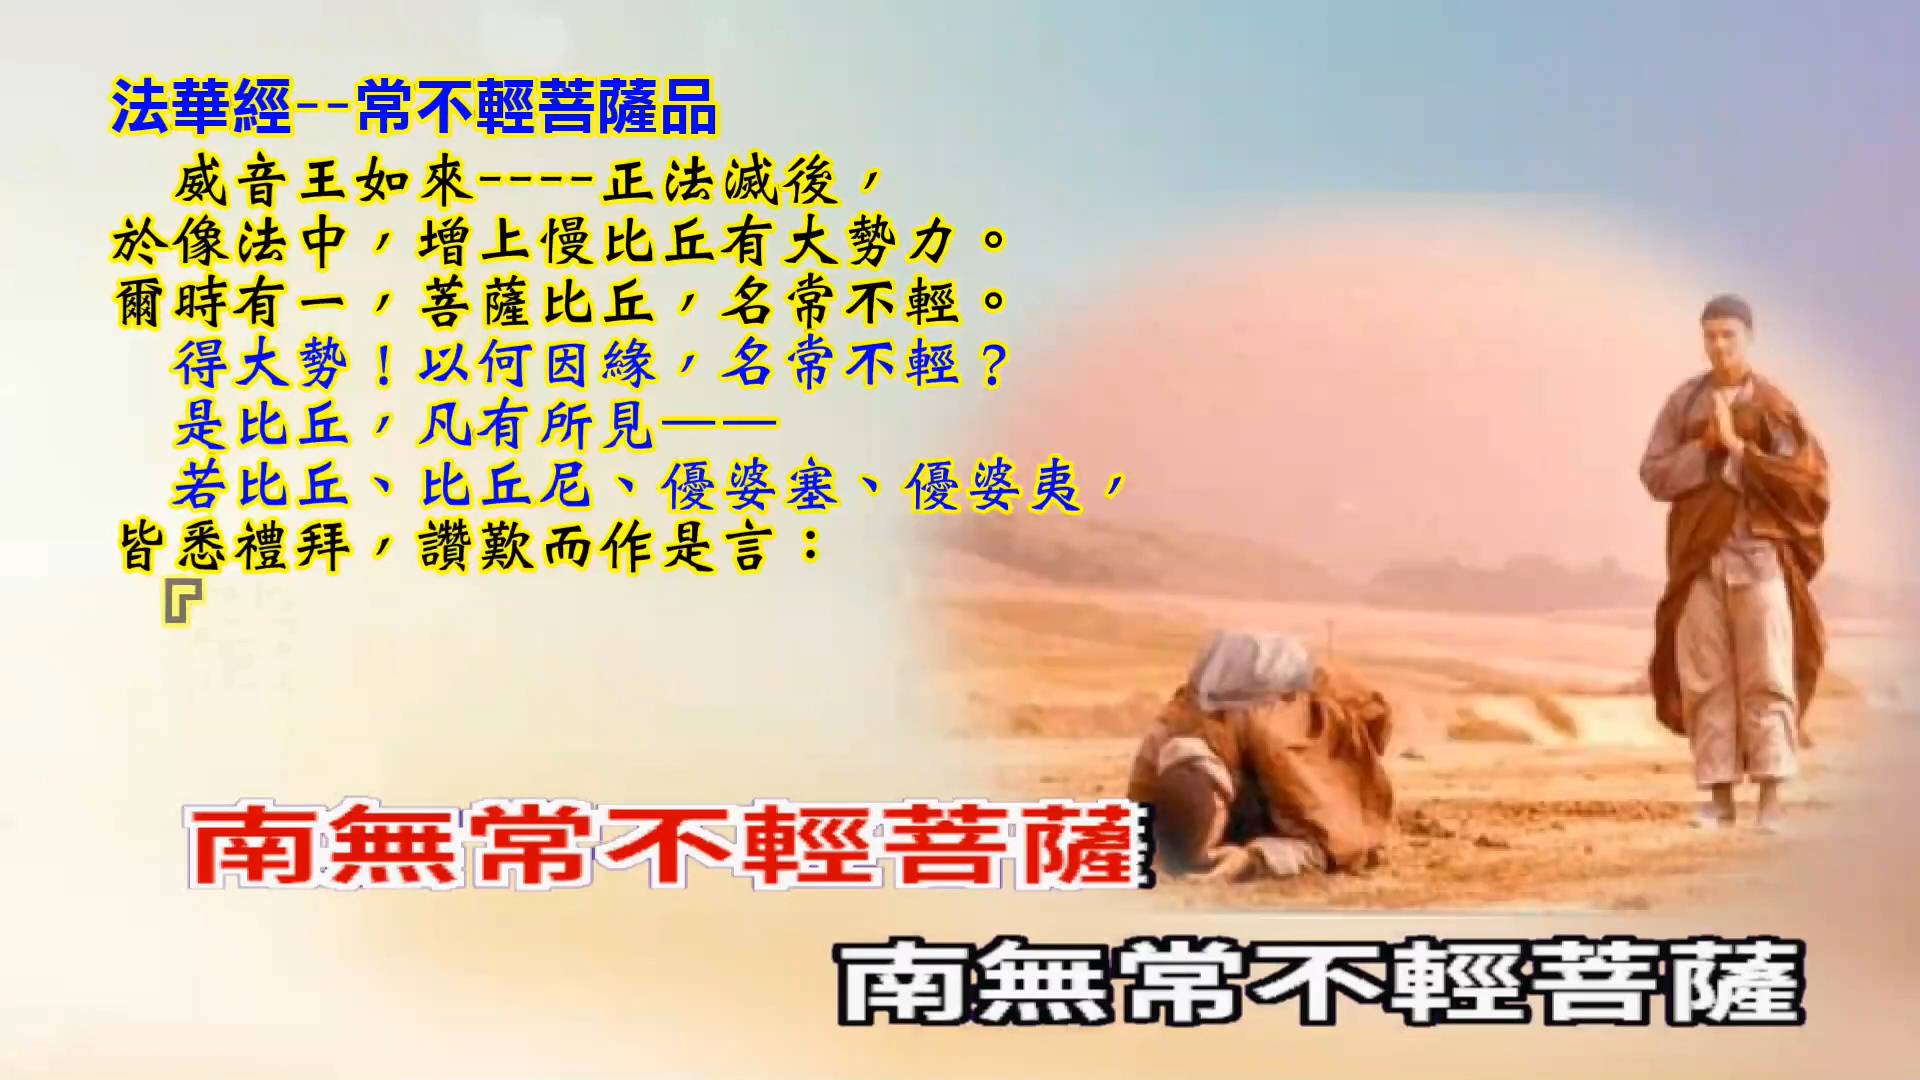 法華經--常不輕菩薩品
威音王如來----正法滅後，
於像法中，增上慢比丘有大勢力。
爾時有一，菩薩比丘，名常不輕。
得大勢！以何因緣，名常不輕？
是比丘，凡有所見——
若比丘、比丘尼、優婆塞、優婆夷，
皆悉禮拜，讚歎而作是言：
『
南無常不輕菩薩
南無常不輕菩薩